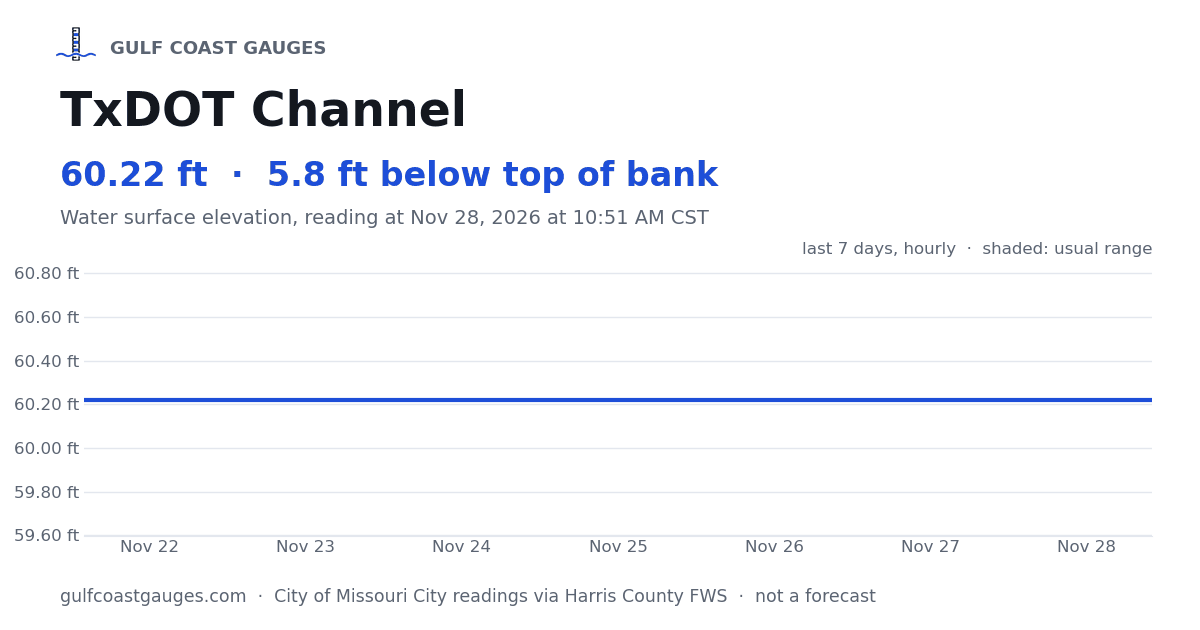 GULF COAST GAUGES
TxDOT Channel
60.22 ft · 5.8 ft below top of bank
Water surface elevation, reading at Nov 28, 2026 at 10:51 AM CST
last 7 days, hourly · shaded: usual range
60.80 ft
60.60 ft
60.40 ft
60.20 ft
60.00 ft
59.80 ft
59.60 ft
Nov 22 Nov 23 Nov 24 Nov 25 Nov 26 Nov 27 Nov 28
gulfcoastgauges.com · City of Missouri City readings via Harris County FWS · not a forecast